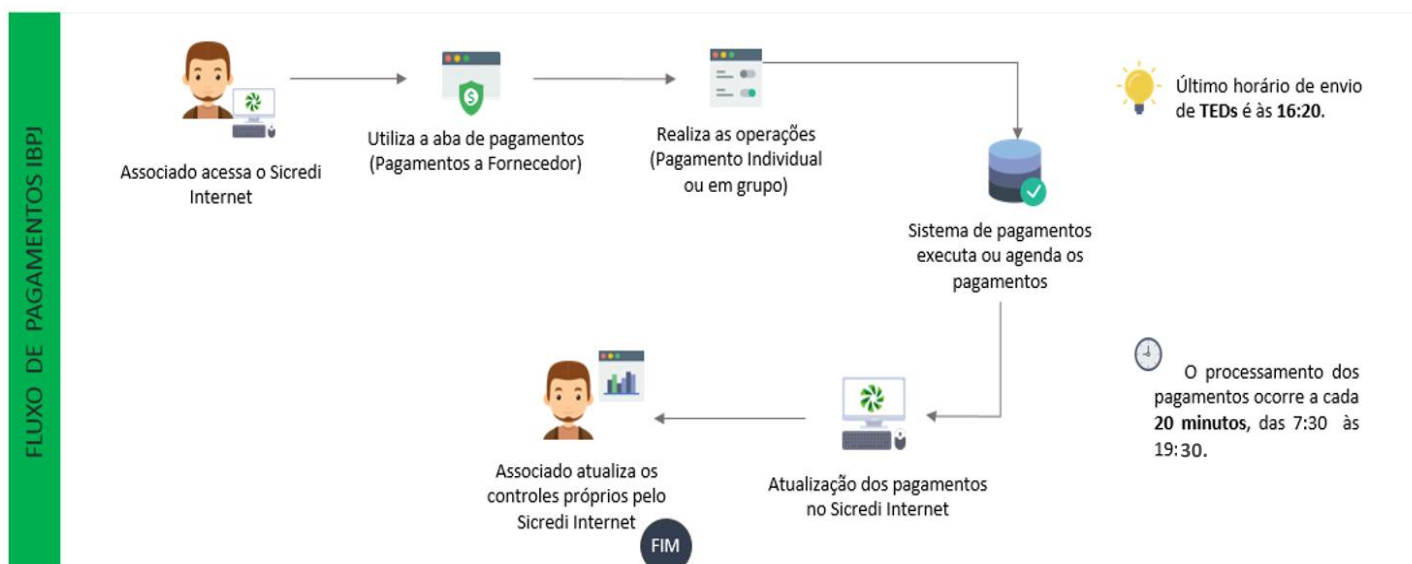 FLUXO DE PAGAMENTOS IBPJ
Associado acessa o Sicredi
Internet
Utiliza a aba de pagamentos
(Pagamentos a Fornecedor)
Realiza as operações
(Pagamento Individual
ou em grupo)
Último horário de envio
de TEDs é às 16:20.
Sistema de pagamentos
executa ou agenda os
pagamentos
O processamento dos
pagamentos ocorre a cada
20 minutos, das 7:30 às
19:30.
Atualização dos pagamentos
no Sicredi Internet
Associado atualiza os
controles próprios pelo
Sicredi Internet
FIM